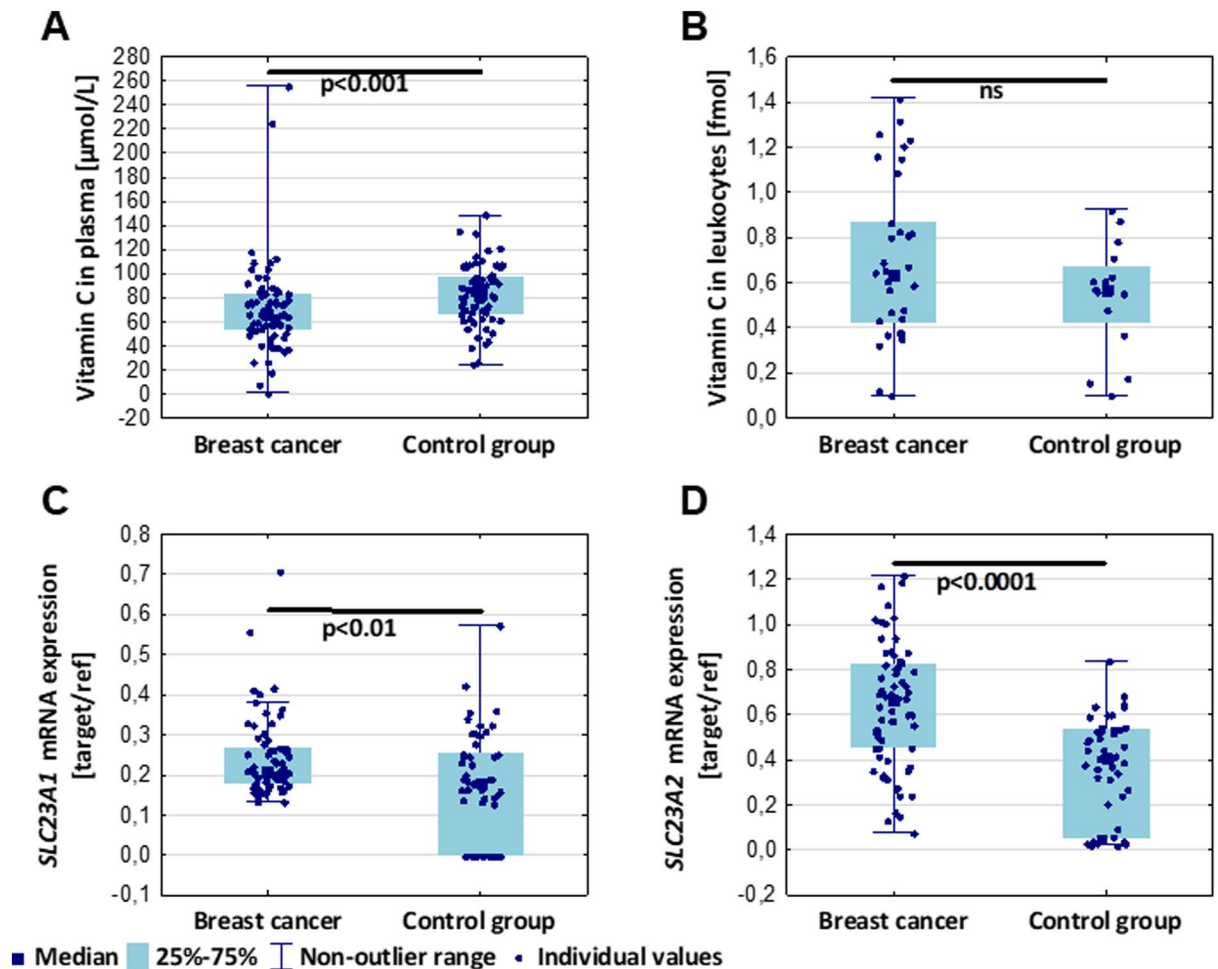 A
Vitamin C in plasma [µmol/L]
280
260
240
220
200
180
160
140
120
100
80
60
40
20
0
-20
p<0.001
Breast cancer
Control group
B
Vitamin C in leukocytes [fmol]
1,6
1,4
1,2
1,0
0,8
0,6
0,4
0,2
0,0
ns
Breast cancer
Control group
C
SLC23A1 mRNA expression
[target/ref]
0,8
0,7
0,6
0,5
0,4
0,3
0,2
0,1
0,0
-0,1
p<0.01
Breast cancer
Control group
D
SLC23A2 mRNA expression
[target/ref]
1,4
1,2
1,0
0,8
0,6
0,4
0,2
0,0
-0,2
p<0.0001
Breast cancer
Control group
Median 25%-75% Non-outlier range Individual values